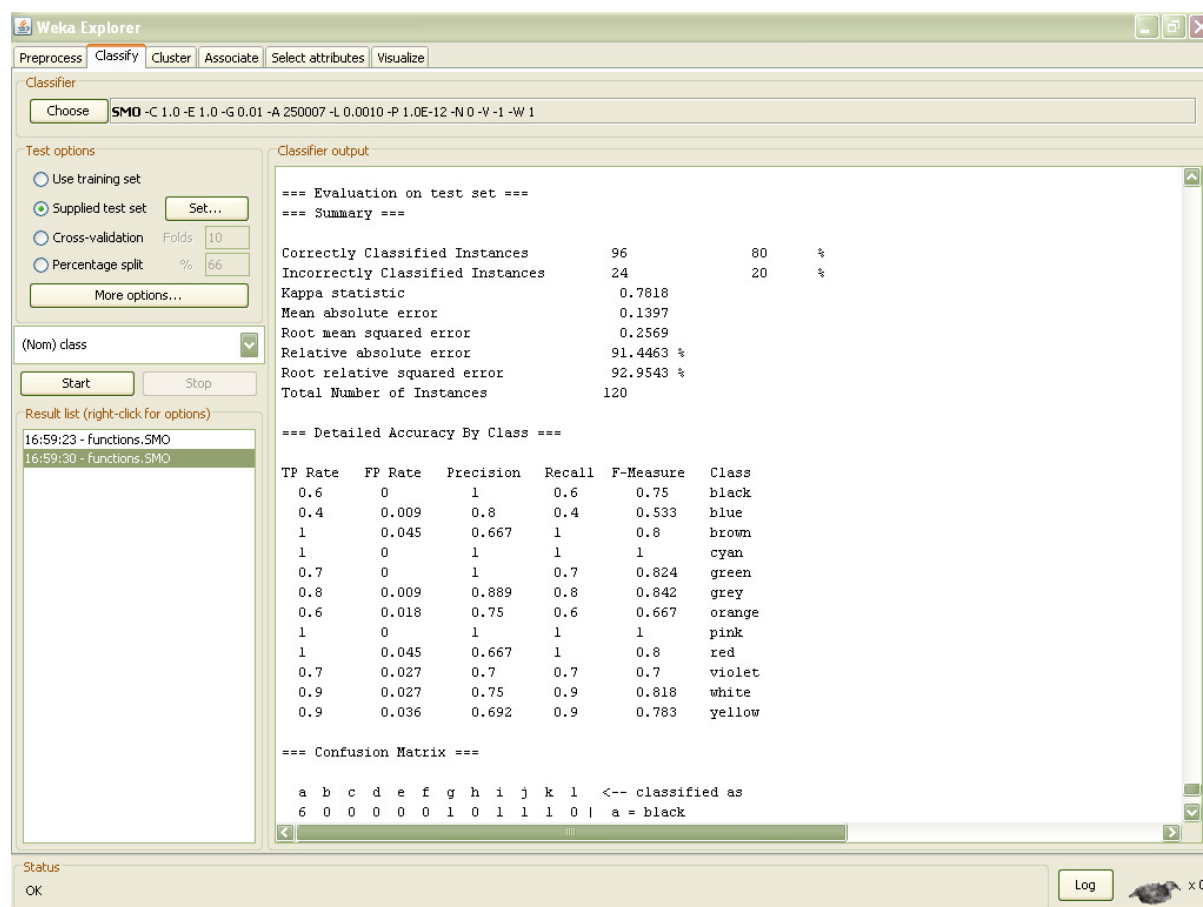 Weka Explorer
Preprocess Classify Cluster Associate Select attributes Visualize
Classifier
Choose SMO -C 1.0 -E 1.0 -G 0.01 -A 250007 -L 0.0010 -P 1.0E-12 -N 0 -V -1 -W 1
Test options
Use training set
Supplied test set Set...
Cross-validation Folds 10
Percentage split % 66
More options...
(Nom) class
Start Stop
Result list (right-click for options)
16:59:23 - functions.SMO
16:59:30 - functions.SMO
Classifier output
=== Evaluation on test set ===
=== Summary ===
Correctly Classified Instances 96 80 %
Incorrectly Classified Instances 24 20 %
Kappa statistic 0.7818
Mean absolute error 0.1397
Root mean squared error 0.2569
Relative absolute error 91.4463 %
Root relative squared error 92.9543 %
Total Number of Instances 120
=== Detailed Accuracy By Class ===
TP Rate FP Rate Precision Recall F-Measure Class
0.6 0 1 0.6 0.75 black
0.4 0.009 0.8 0.4 0.533 blue
1 0.045 0.667 1 0.8 brown
1 0 1 1 1 cyan
0.7 0 1 0.7 0.824 green
0.8 0.009 0.889 0.8 0.842 grey
0.6 0.018 0.75 0.6 0.667 orange
1 0 1 1 1 pink
1 0.045 0.667 1 0.8 red
0.7 0.027 0.7 0.7 0.7 violet
0.9 0.027 0.75 0.9 0.818 white
0.9 0.036 0.692 0.9 0.783 yellow
=== Confusion Matrix ===
a b c d e f g h i j k l <-- classified as
6 0 0 0 0 0 1 0 1 1 1 0 | a = black
Status
OK
Log
x 0